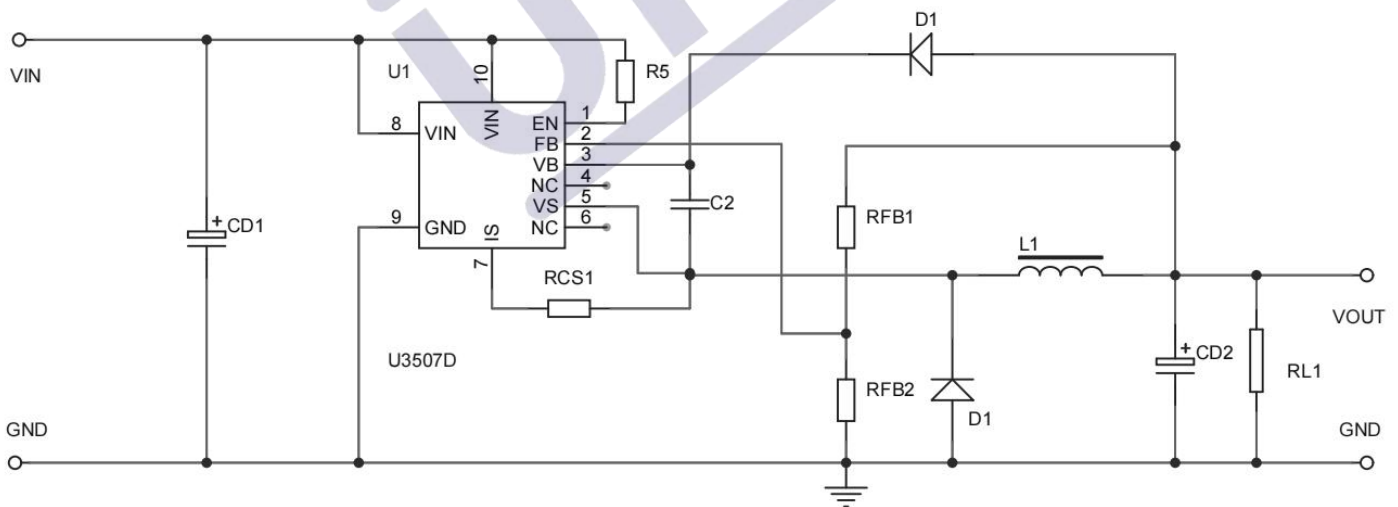 D1
VIN
U1
10
R5
8
VIN
VIN
EN
1
FB
2
VB
3
NC
4
VS
5
NC
6
9
GND
IS
7
+
CD1
C2
RFB1
L1
RCS1
VOUT
U3507D
+
CD2
RL1
RFB2
D1
GND
GND